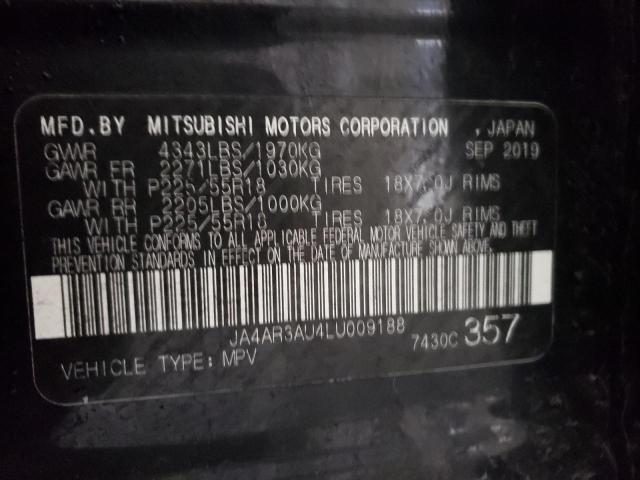 MFD.BY MITSUBISHI MOTORS CORPORATION , JAPAN
GVWR 4343LBS/1970KG SEP 2019
GAWR FR 2271LBS/1030KG
WITH P225/55R18 TIRES 18X7.0J RIMS
GAWR RR 2205LBS/1000KG
WITH P225/55R18 TIRES 18X7.0J RIMS
THIS VEHICLE CONFORMS TO ALL APPLICABLE FEDERAL MOTOR VEHICLE SAFETY AND THEFT
PREVENTION STANDARDS IN EFFECT ON THE DATE OF MANUFACTURE SHOWN ABOVE.
JA4AR3AU4LU009188 7430C 357
VEHICLE TYPE: MPV